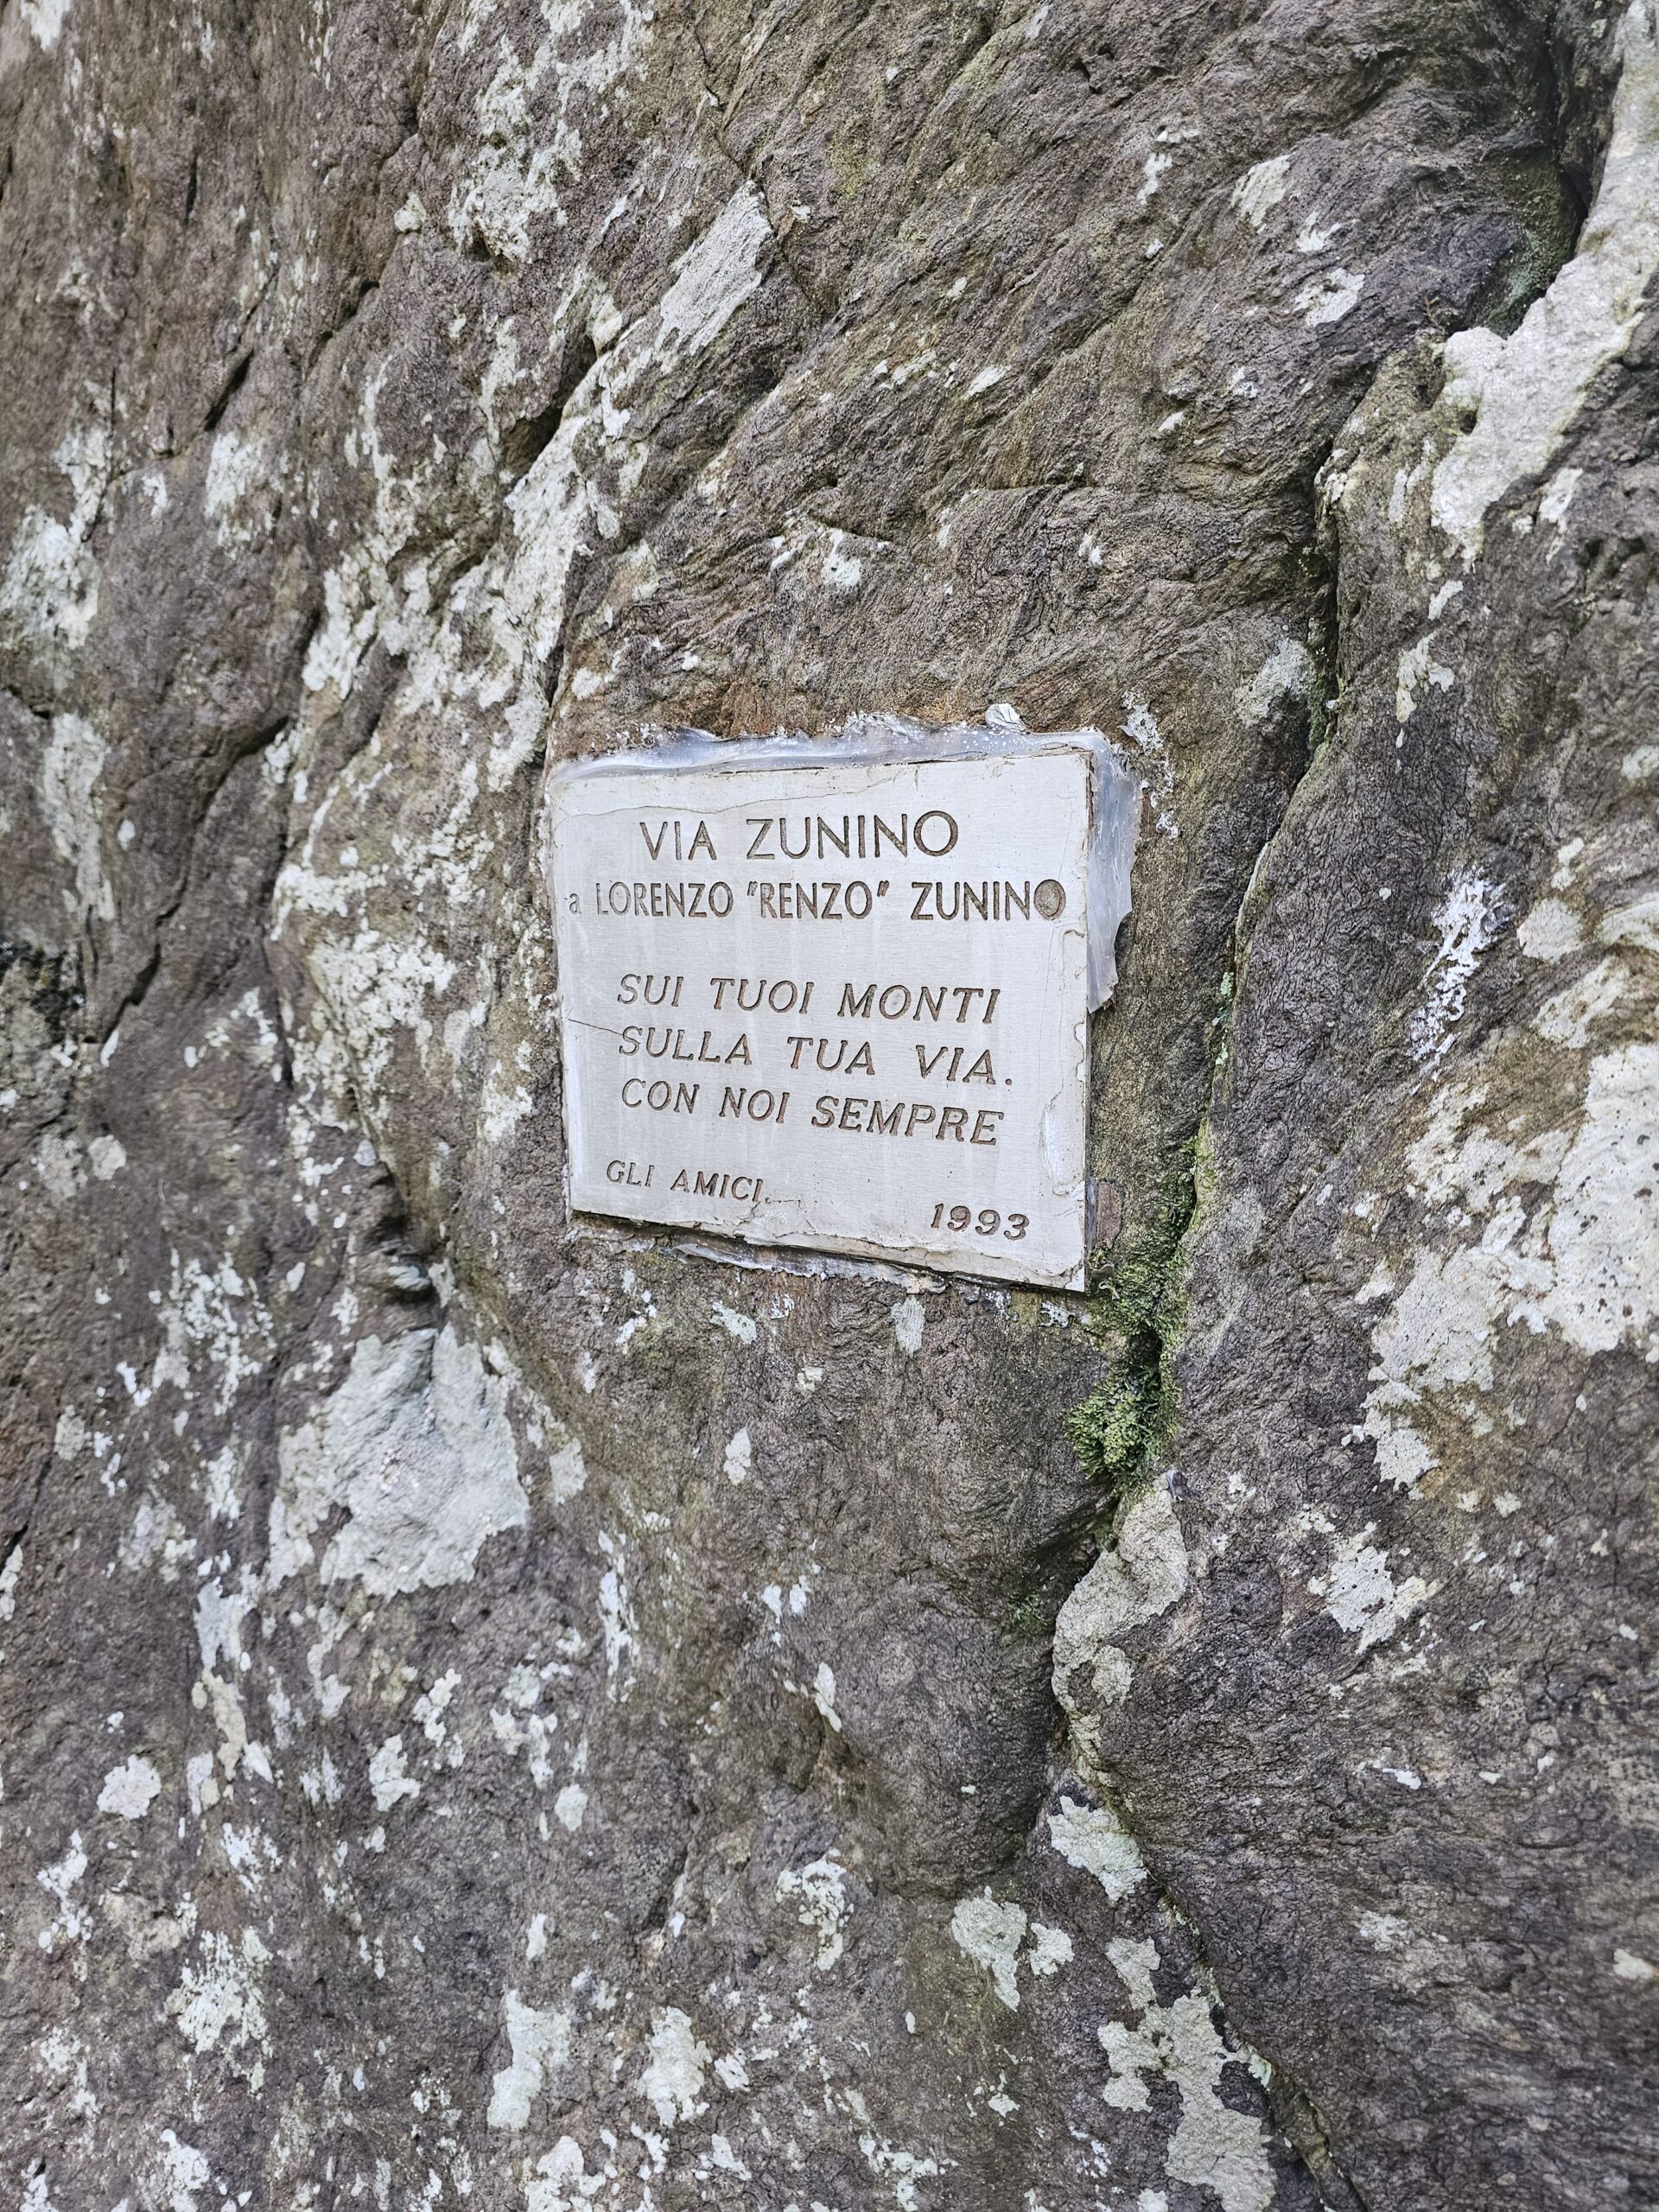 VIA ZUNINO
a LORENZO "RENZO" ZUNINO
SUI TUOI MONTI
SULLA TUA VIA.
CON NOI SEMPRE
GLI AMICI.
1993